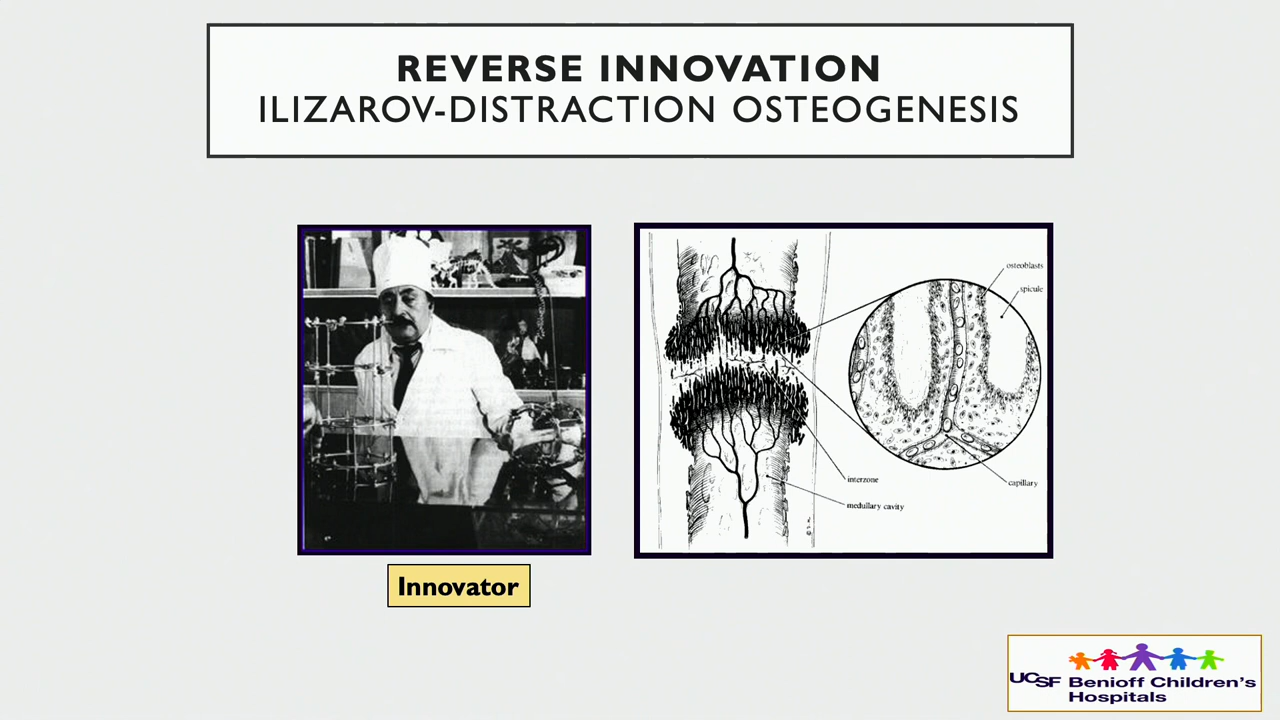 REVERSE INNOVATION
ILIZAROV-DISTRACTION OSTEOGENESIS
osteoblasts
spicule
interzone
medullary cavity
capillary
Innovator
UCSF Benioff Children's
Hospitals